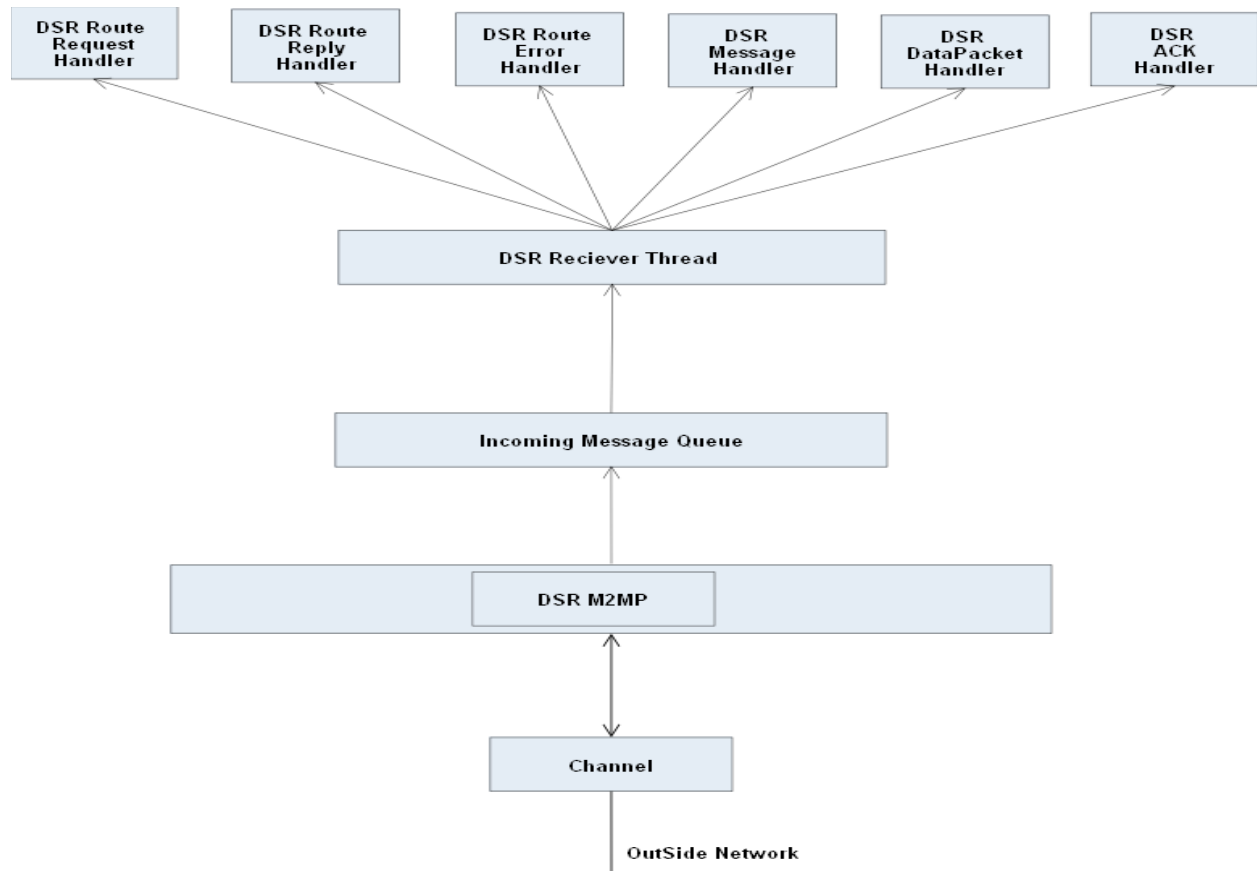 DSR Route
Request
Handler
DSR Route
Reply
Handler
DSR Route
Error
Handler
DSR
Message
Handler
DSR
DataPacket
Handler
DSR
ACK
Handler
DSR Reciever Thread
Incoming Message Queue
DSR M2MP
Channel
OutSide Network